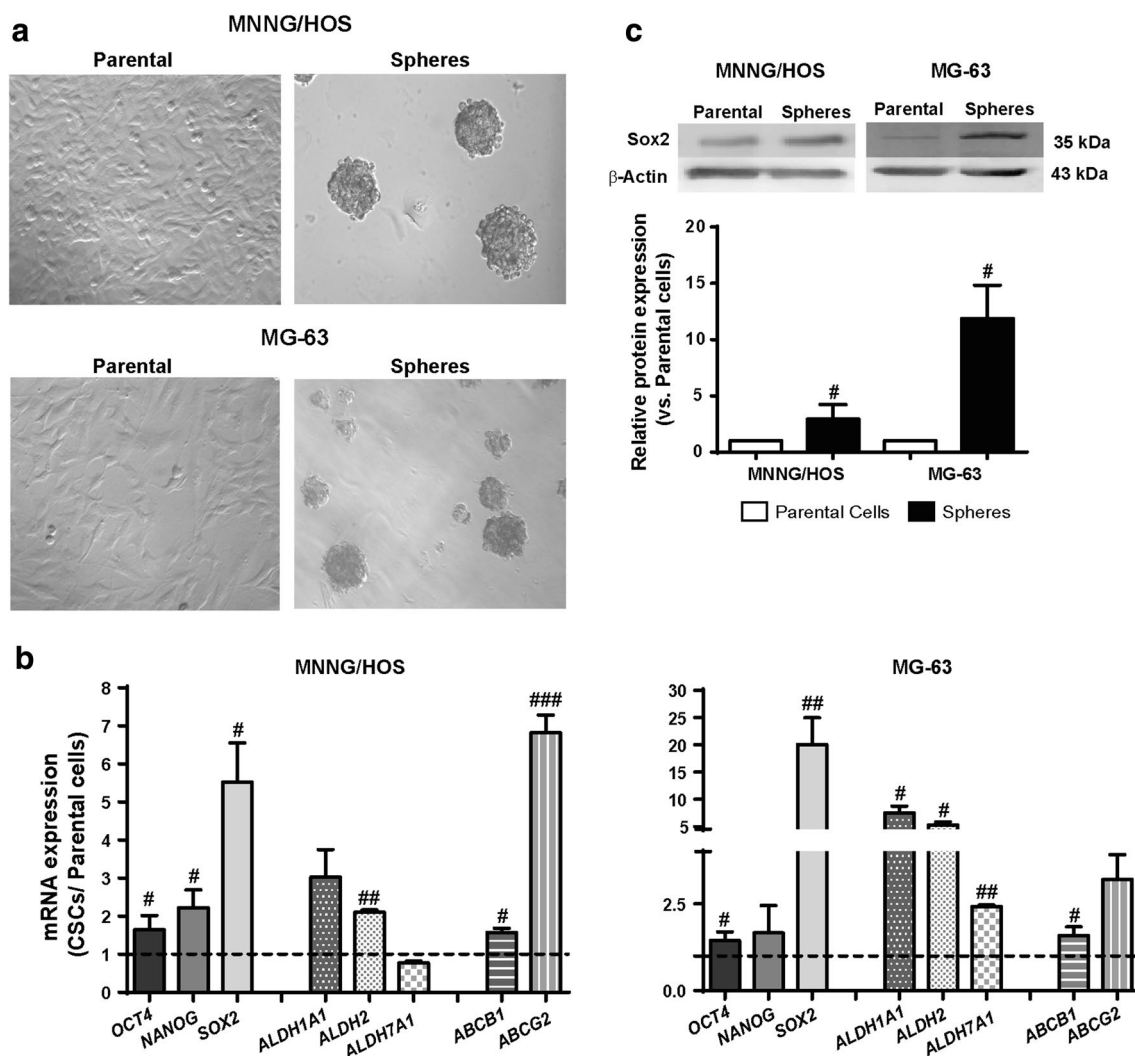 a
MNNG/HOS
Parental Spheres
MG-63
Parental Spheres
c
MNNG/HOS MG-63
Parental Spheres Parental Spheres
Sox2 35 kDa
β-Actin 43 kDa
Relative protein expression
(vs. Parental cells)
20
15
10
5
0
# #
MNNG/HOS MG-63
Parental Cells Spheres
b
MNNG/HOS
mRNA expression
(CSCs/ Parental cells)
8
7
6
5
4
3
2
1
0
# # # ## # ###
OCT4 NANOG SOX2 ALDH1A1 ALDH2 ALDH7A1 ABCB1 ABCG2
MG-63
30
25
20
15
10
5
2.5
0.0
# ## # # ## #
OCT4 NANOG SOX2 ALDH1A1 ALDH2 ALDH7A1 ABCB1 ABCG2